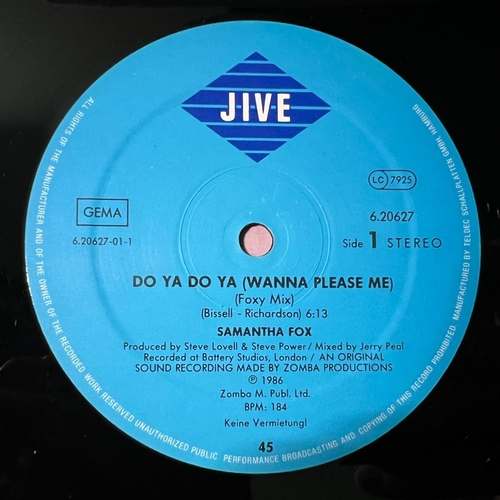 JIVE
GEMA
6.20627-01-1
LC 7925
6.20627
Side 1 STEREO
DO YA DO YA (WANNA PLEASE ME)
(Foxy Mix)
(Bissell - Richardson) 6:13
SAMANTHA FOX
Produced by Steve Lovell & Steve Power/Mixed by Jerry Peal
Recorded at Battery Studios, London / AN ORIGINAL
SOUND RECORDING MADE BY ZOMBA PRODUCTIONS
℗ 1986
Zomba M. Publ, Ltd.
BPM: 184
Keine Vermietung!
45
ALL RIGHTS OF THE MANUFACTURER AND OF THE OWNER OF THE RECORDED WORK RESERVED UNAUTHORIZED PUBLIC PERFORMANCE BROADCASTING AND COPYING OF THIS RECORD PROHIBITED MANUFACTURED BY TELDEC SCHALLPLATTEN GMBH HAMBURG